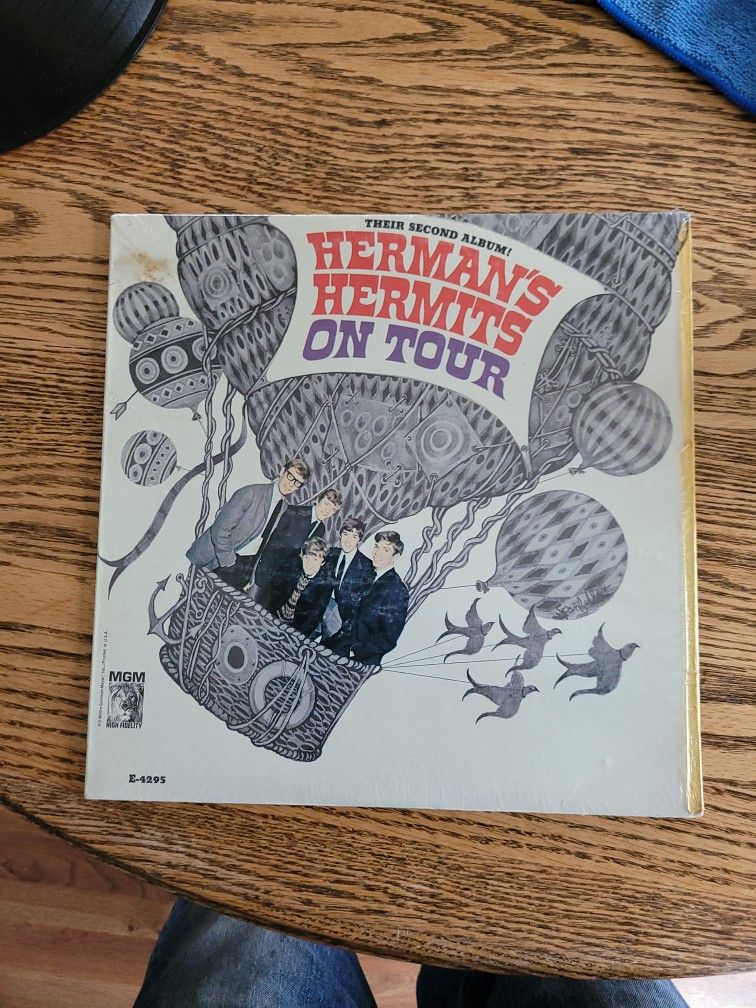 THEIR SECOND ALBUM!
HERMAN'S
HERMITS
ON TOUR
MGM
HIGH FIDELITY
E-4295